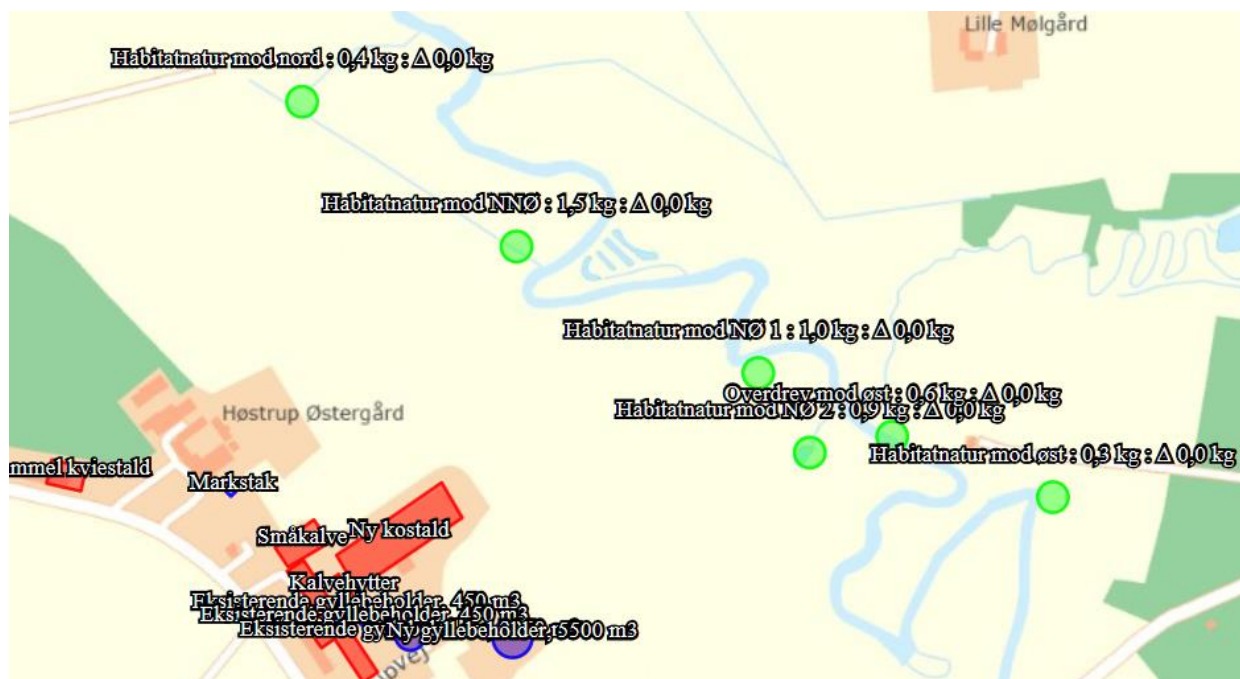 Lille Mølgård
Habitatnatur mod nord : 0,4 kg : Δ 0,0 kg
Habitatnatur mod NNØ : 1,5 kg : Δ 0,0 kg
Habitatnatur mod NØ 1 : 1,0 kg : Δ 0,0 kg
Overdrev mod øst : 0,6 kg : Δ 0,0 kg
Habitatnatur mod NØ 2 : 0,9 kg : Δ 0,0 kg
Høstrup Østergård
Habitatnatur mod øst : 0,3 kg : Δ 0,0 kg
mmel kviestald
Markstak
Småkalve
Ny kostald
Kalvehytter
Eksisterende gyllebeholder, 450 m3
Eksisterende gyllebeholder, 450 m3
Eksisterende
Ny gyllebeholder, 5500 m3
pvej